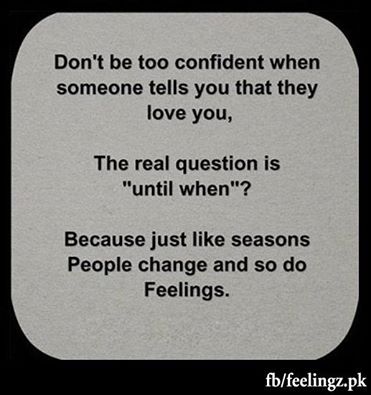 Don't be too confident when
someone tells you that they
love you,
The real question is
"until when"?
Because just like seasons
People change and so do
Feelings.
fb/feelingz.pk